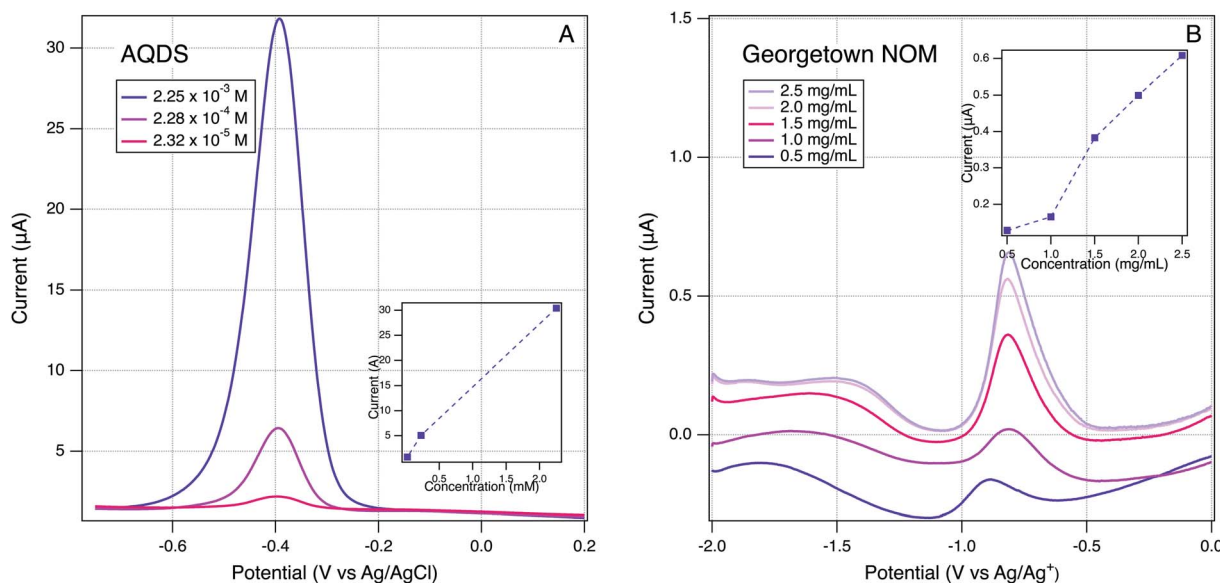 A
AQDS
2.25 x 10⁻³ M
2.28 x 10⁻⁴ M
2.32 x 10⁻⁵ M
Current (µA)
30
25
20
15
10
5
-0.6
-0.4
-0.2
0.0
0.2
Potential (V vs Ag/AgCl)
Current (A)
30
25
20
15
10
5
0.5
1.0
1.5
2.0
Concentration (mM)
B
Georgetown NOM
2.5 mg/mL
2.0 mg/mL
1.5 mg/mL
1.0 mg/mL
0.5 mg/mL
Current (µA)
1.5
1.0
0.5
0.0
-2.0
-1.5
-1.0
-0.5
0.0
Potential (V vs Ag/Ag⁺)
Current (µA)
0.6
0.5
0.4
0.3
0.2
0.5
1.0
1.5
2.0
2.5
Concentration (mg/mL)